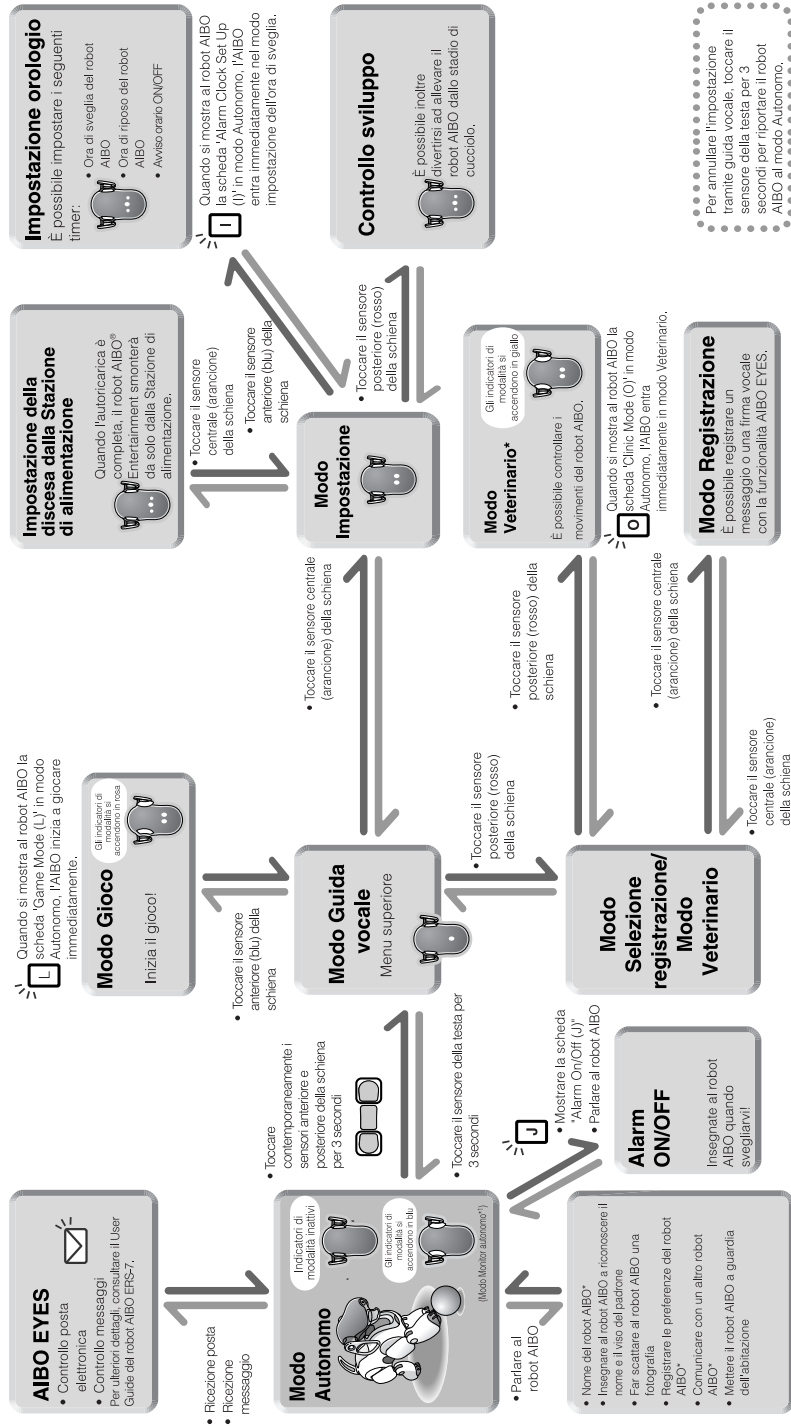 AIBO EYES
• Controllo posta
elettronica
• Controllo messaggi
Per ulteriori dettagli, consultare il User
Guide del robot AIBO ERS-7.
• Ricezione posta
• Ricezione
messaggio
Modo
Autonomo
Indicatori di
modalità inattivi
Gli indicatori di
modalità si
accendono in blu
(Modo Monitor autonomo*¹)
• Parlare al
robot AIBO
• Nome del robot AIBO*
• Insegnare al robot AIBO a riconoscere il
nome e il viso del padrone
• Far scattare al robot AIBO una
fotografia
• Registrare le preferenze del robot
AIBO*
• Comunicare con un altro robot
AIBO*
• Mettere il robot AIBO a guardia
dell'abitazione
L
Quando si mostra al robot AIBO la
scheda 'Game Mode (L)' in modo
Autonomo, l'AIBO inizia a giocare
immediatamente.
Modo Gioco
Inizia il gioco!
Gli indicatori di
modalità si
accendono in rosa
• Toccare il sensore
anteriore (blu) della
schiena
• Toccare
contemporaneamente i
sensori anteriore e
posteriore della schiena
per 3 secondi
• Toccare il sensore della testa per
3 secondi
J
• Mostrare la scheda
"Alarm On/Off (J)"
• Parlare al robot AIBO
Alarm
ON/OFF
Insegnate al robot
AIBO quando
svegliarvi!
Modo Guida
vocale
Menu superiore
• Toccare il sensore
posteriore (rosso)
della schiena
Modo
Selezione
registrazione/
Modo
Veterinario
• Toccare il sensore centrale
(arancione) della schiena
• Toccare il sensore
posteriore (rosso) della
schiena
• Toccare il sensore centrale
(arancione) della schiena
• Toccare il sensore
centrale (arancione)
della schiena
Impostazione della
discesa dalla Stazione
di alimentazione
Quando l'autoricarica è
completa, il robot AIBO®
Entertainment smonterà
da solo dalla Stazione di
alimentazione.
• Toccare il sensore
centrale (arancione)
della schiena
• Toccare il sensore
anteriore (blu) della
schiena
Modo
Impostazione
• Toccare il sensore
posteriore (rosso)
della schiena
Modo
Veterinario*
Gli indicatori di
modalità si
accendono in giallo
È possibile controllare i
movimenti del robot AIBO.
O
Quando si mostra al robot AIBO la
scheda 'Clinic Mode (O)' in modo
Autonomo, l'AIBO entra
immediatamente in modo Veterinario.
Modo Registrazione
È possibile registrare un
messaggio o una firma vocale
con la funzionalità AIBO EYES.
Impostazione orologio
È possibile impostare i seguenti
timer:
• Ora di sveglia del robot
AIBO
• Ora di riposo del robot
AIBO
• Avviso orario ON/OFF
I
Quando si mostra al robot AIBO
la scheda 'Alarm Clock Set Up
(I)' in modo Autonomo, l'AIBO
entra immediatamente nel modo
impostazione dell'ora di sveglia.
Controllo sviluppo
È possibile inoltre
divertirsi ad allevare il
robot AIBO dallo stadio di
cucciolo.
Per annullare l'impostazione
tramite guida vocale, toccare il
sensore della testa per 3
secondi per riportare il robot
AIBO al modo Autonomo.